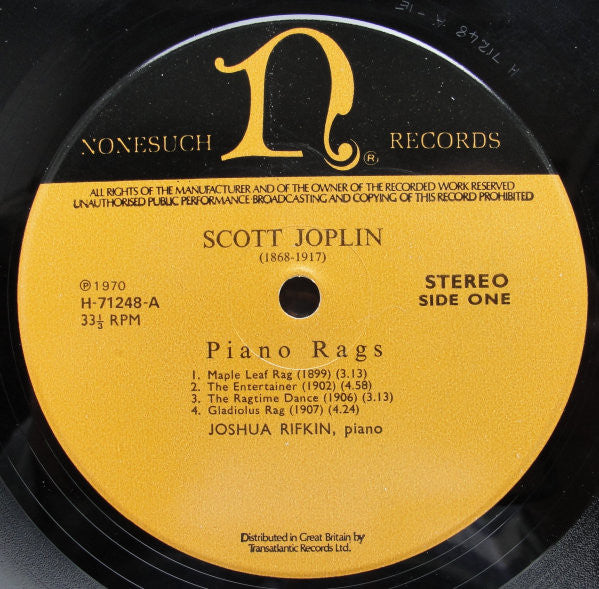 H 71248 A - 1E
n
NONESUCH ® RECORDS
ALL RIGHTS OF THE MANUFACTURER AND OF THE OWNER OF THE RECORDED WORK RESERVED
UNAUTHORISED PUBLIC PERFORMANCE BROADCASTING AND COPYING OF THIS RECORD PROHIBITED
SCOTT JOPLIN
(1868-1917)
℗ 1970
H-71248-A
33⅓ RPM
STEREO
SIDE ONE
Piano Rags
1. Maple Leaf Rag (1899) (3.13)
2. The Entertainer (1902) (4.58)
3. The Ragtime Dance (1906) (3.13)
4. Gladiolus Rag (1907) (4.24)
JOSHUA RIFKIN, piano
Distributed in Great Britain by
Transatlantic Records Ltd.